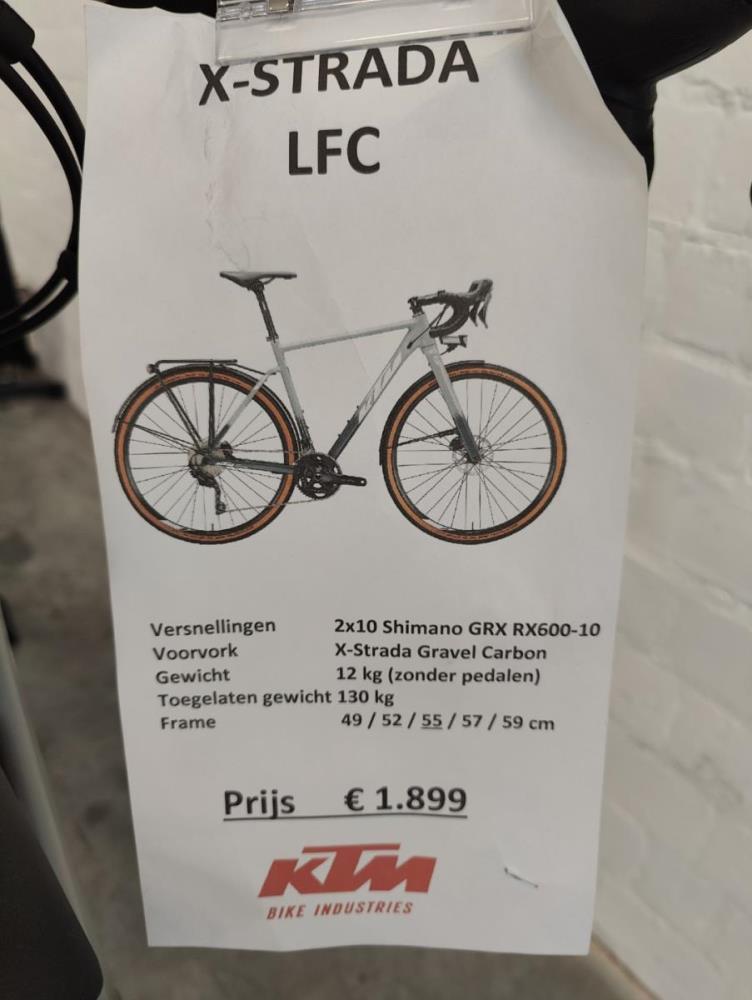 X-STRADA
LFC
KTM
Versnellingen 2x10 Shimano GRX RX600-10
Voorvork X-Strada Gravel Carbon
Gewicht 12 kg (zonder pedalen)
Toegelaten gewicht 130 kg
Frame 49 / 52 / 55 / 57 / 59 cm
Prijs € 1.899
KTM
BIKE INDUSTRIES